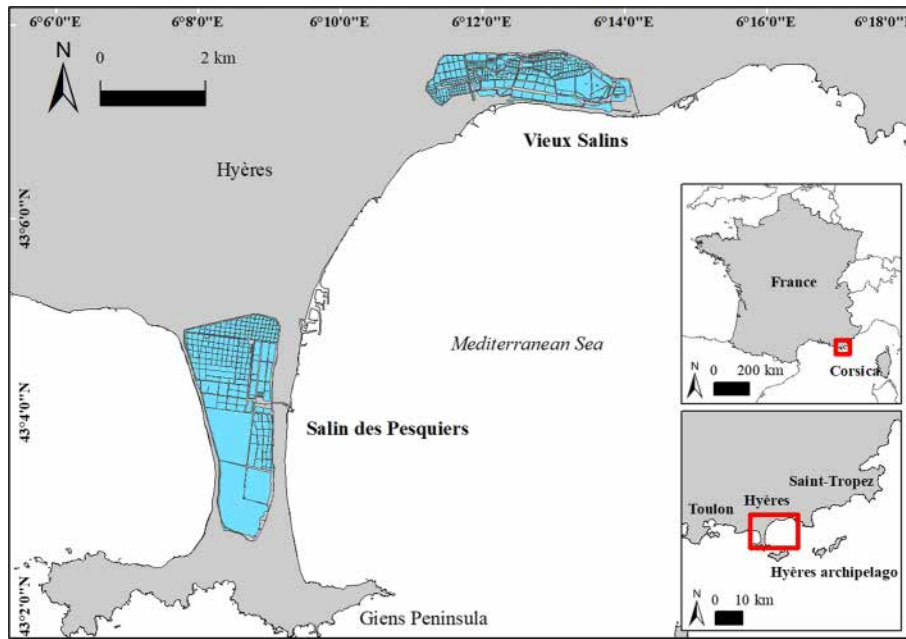 6°6'0"E 6°8'0"E 6°10'0"E 6°12'0"E 6°14'0"E 6°16'0"E 6°18'0"E
N
0 2 km
Vieux Salins
Hyères
43°6'0"N
France
Mediterranean Sea
N
0 200 km
Corsica
43°4'0"N
Salin des Pesquiers
Saint-Tropez
Hyères
Toulon
Hyères archipelago
N
0 10 km
43°2'0"N
Giens Peninsula